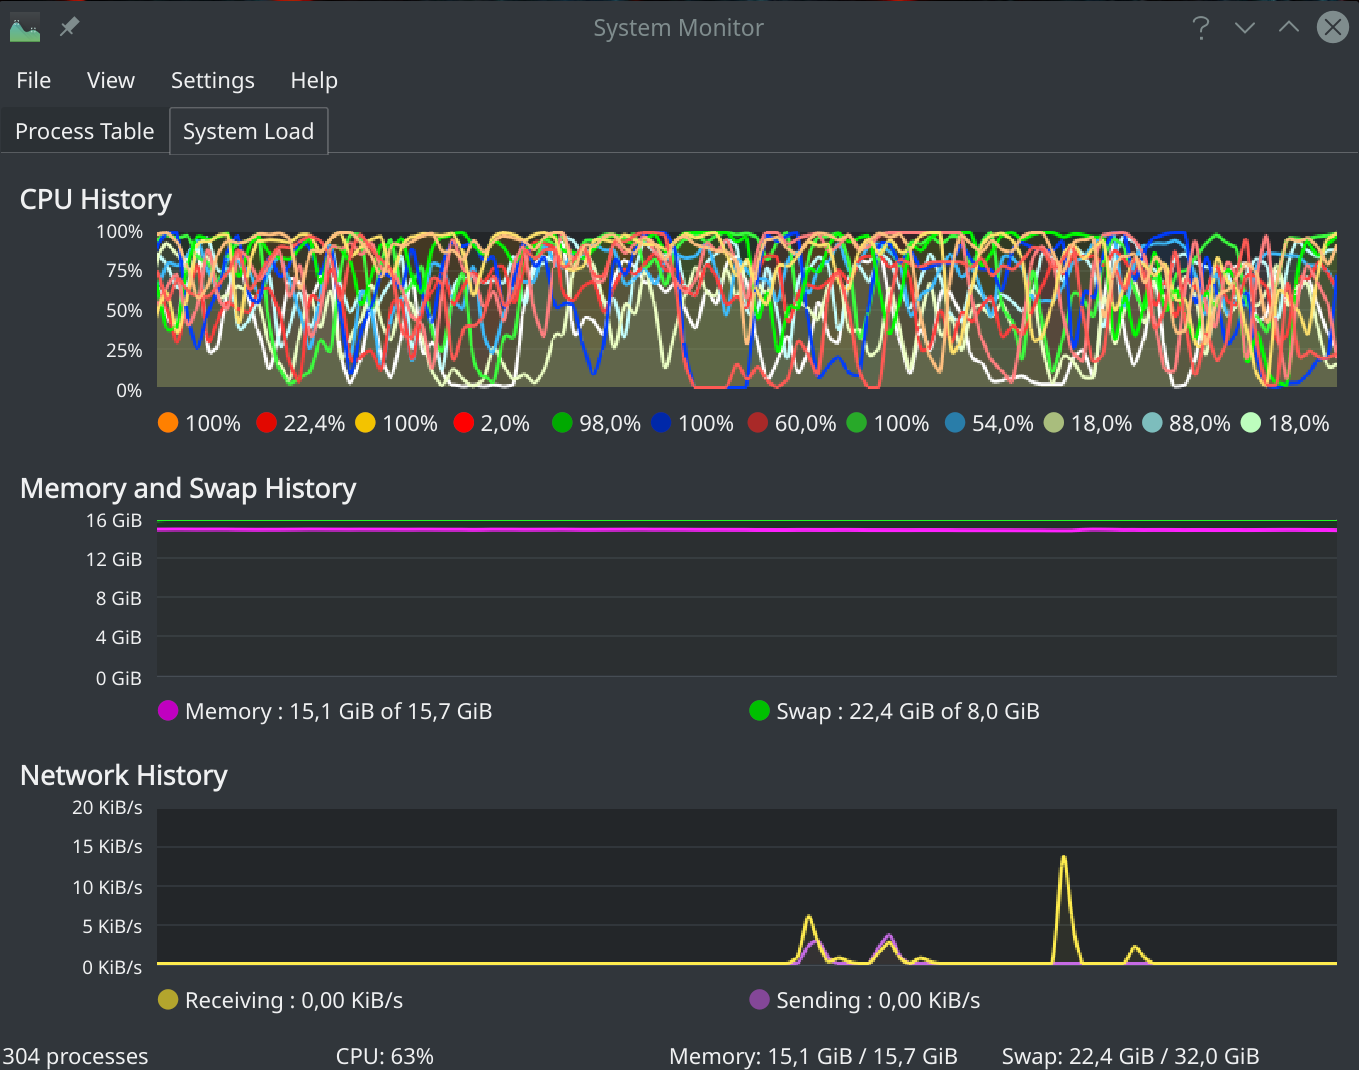 System Monitor
File View Settings Help
Process Table System Load
CPU History
100%
75%
50%
25%
0%
100% 22,4% 100% 2,0% 98,0% 100% 60,0% 100% 54,0% 18,0% 88,0% 18,0%
Memory and Swap History
16 GiB
12 GiB
8 GiB
4 GiB
0 GiB
Memory : 15,1 GiB of 15,7 GiB Swap : 22,4 GiB of 8,0 GiB
Network History
20 KiB/s
15 KiB/s
10 KiB/s
5 KiB/s
0 KiB/s
Receiving : 0,00 KiB/s Sending : 0,00 KiB/s
304 processes CPU: 63% Memory: 15,1 GiB / 15,7 GiB Swap: 22,4 GiB / 32,0 GiB